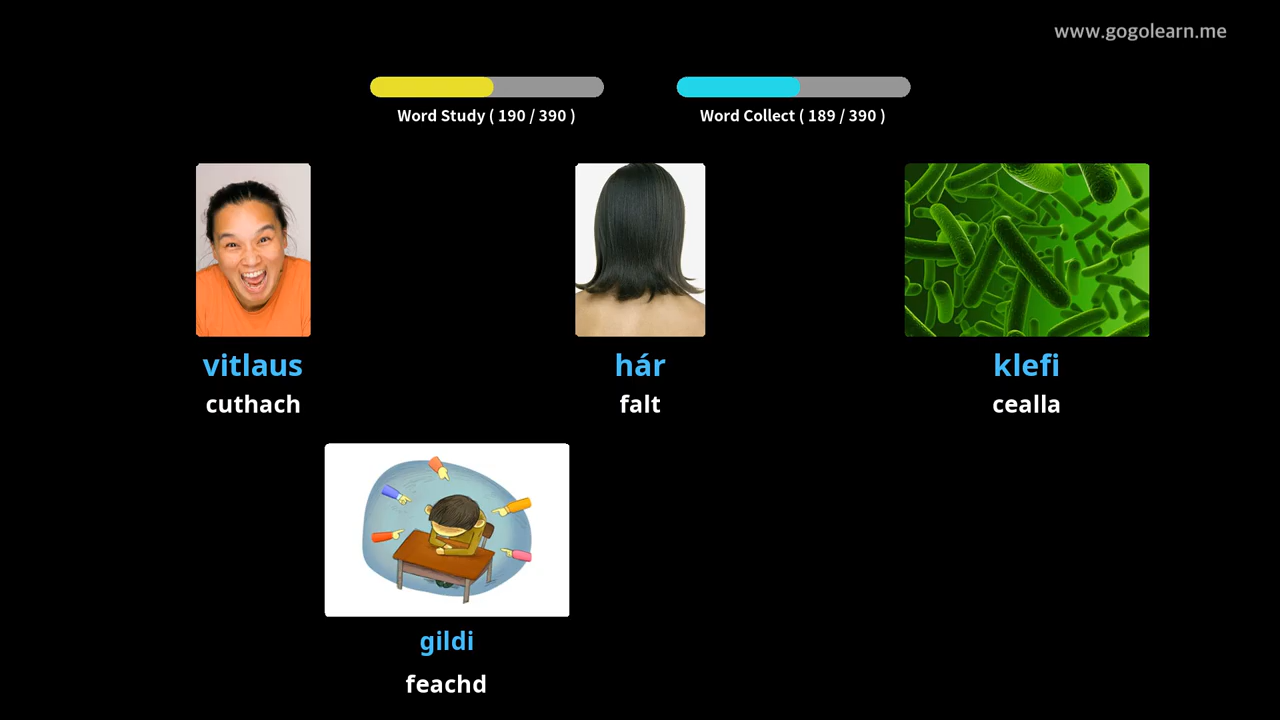 www.gogolearn.me
Word Study ( 190 / 390 )
Word Collect ( 189 / 390 )
vitlaus
cuthach
hár
falt
klefi
cealla
gildi
feachd